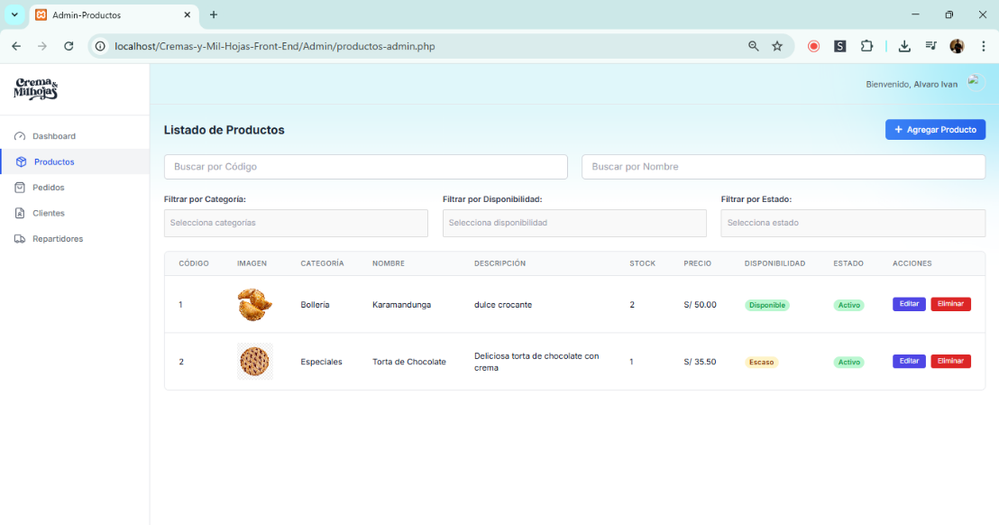 Admin-Productos
localhost/Cremas-y-Mil-Hojas-Front-End/Admin/productos-admin.php
S
Crema &
Milhojas
Bienvenido, Alvaro Ivan
Dashboard
Productos
Pedidos
Clientes
Repartidores
Listado de Productos
+ Agregar Producto
Buscar por Código
Buscar por Nombre
Filtrar por Categoría:
Filtrar por Disponibilidad:
Filtrar por Estado:
Selecciona categorías
Selecciona disponibilidad
Selecciona estado
CÓDIGO IMAGEN CATEGORÍA NOMBRE DESCRIPCIÓN STOCK PRECIO DISPONIBILIDAD ESTADO ACCIONES
1 Bollería Karamandunga dulce crocante 2 S/ 50.00 Disponible Activo Editar Eliminar
2 Especiales Torta de Chocolate Deliciosa torta de chocolate con
crema 1 S/ 35.50 Escaso Activo Editar Eliminar